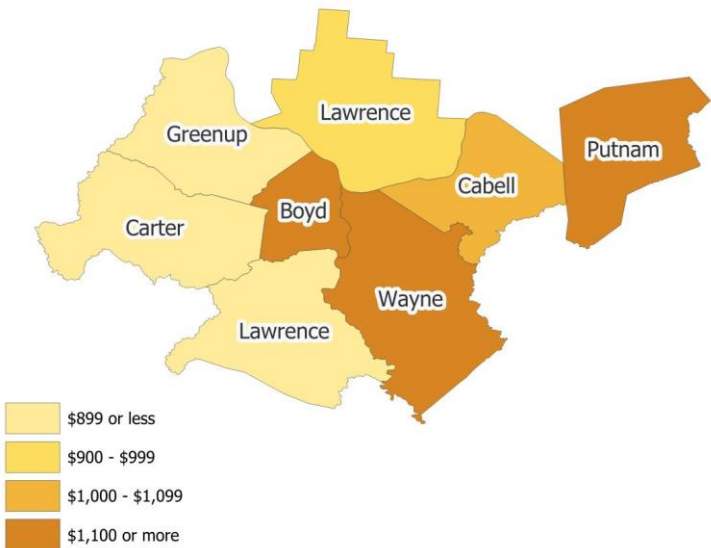 Lawrence
Greenup
Putnam
Cabell
Boyd
Carter
Wayne
Lawrence
$899 or less
$900 - $999
$1,000 - $1,099
$1,100 or more